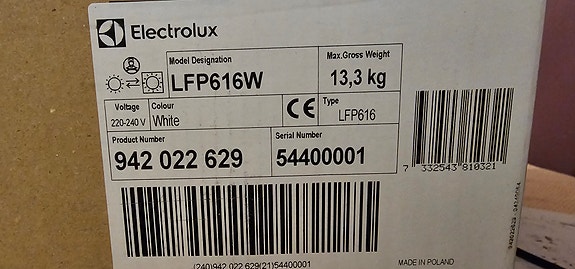 Electrolux
Model Designation
LFP616W
Max.Gross Weight
13,3 kg
Voltage
220-240 V
Colour
White
CE
Type
LFP616
Product Number
942 022 629
Serial Number
54400001
7 332543 810321
(240)942 022 629(21)54400001
MADE IN POLAND